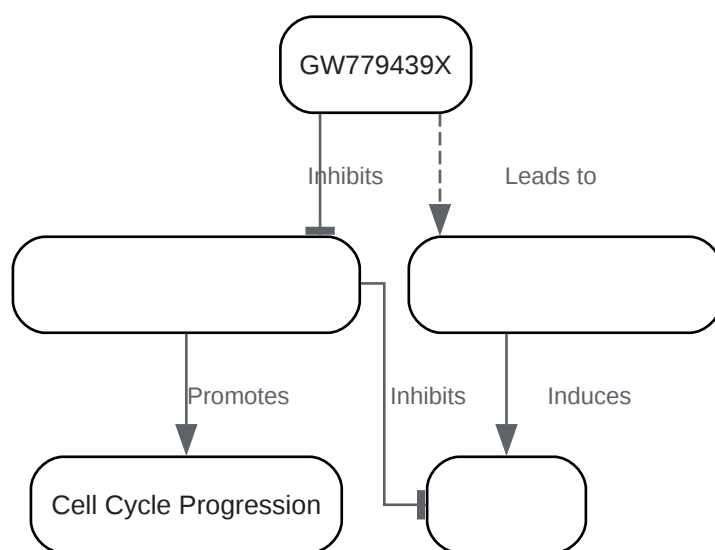 GW779439X
Inhibits
Leads to
Promotes
Inhibits
Induces
Cell Cycle Progression